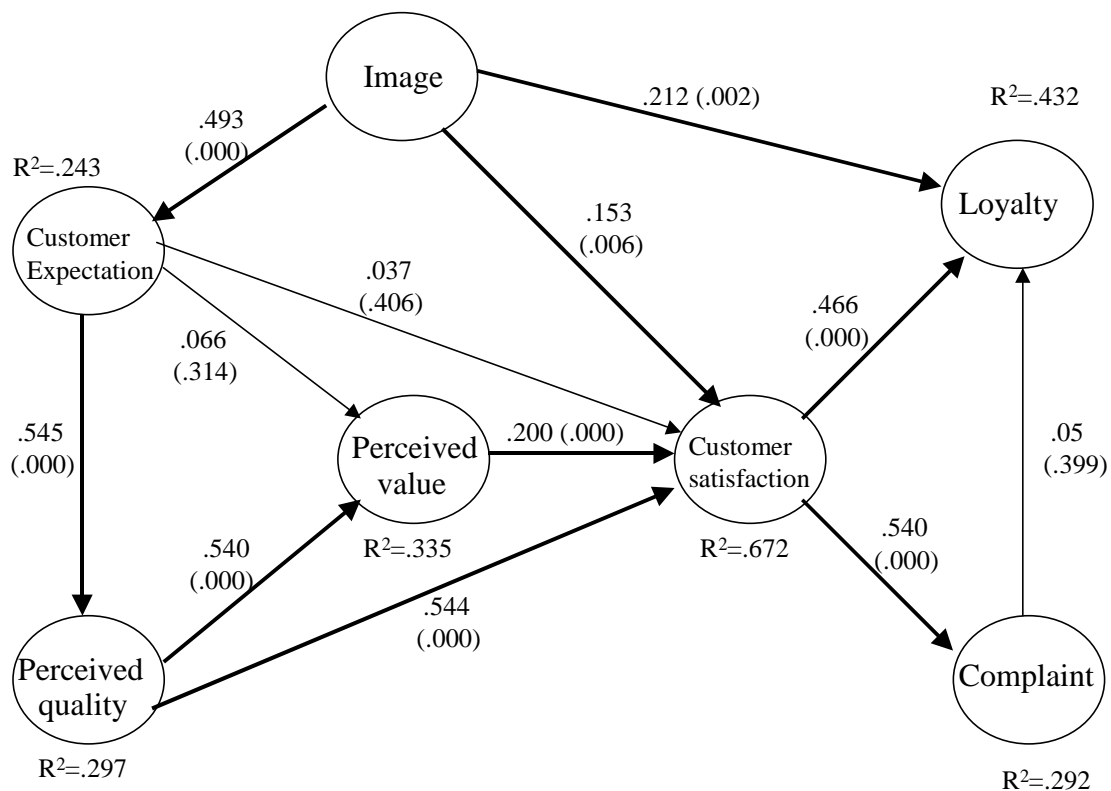 Image
.212 (.002)
R²=.432
.493
(.000)
R²=.243
Loyalty
.153
(.006)
Customer
Expectation
.037
(.406)
.466
(.000)
.066
(.314)
.545
(.000)
.200 (.000)
Perceived
value
Customer
satisfaction
.05
(.399)
.540
(.000)
R²=.335
R²=.672
.540
(.000)
.544
(.000)
Perceived
quality
Complaint
R²=.297
R²=.292